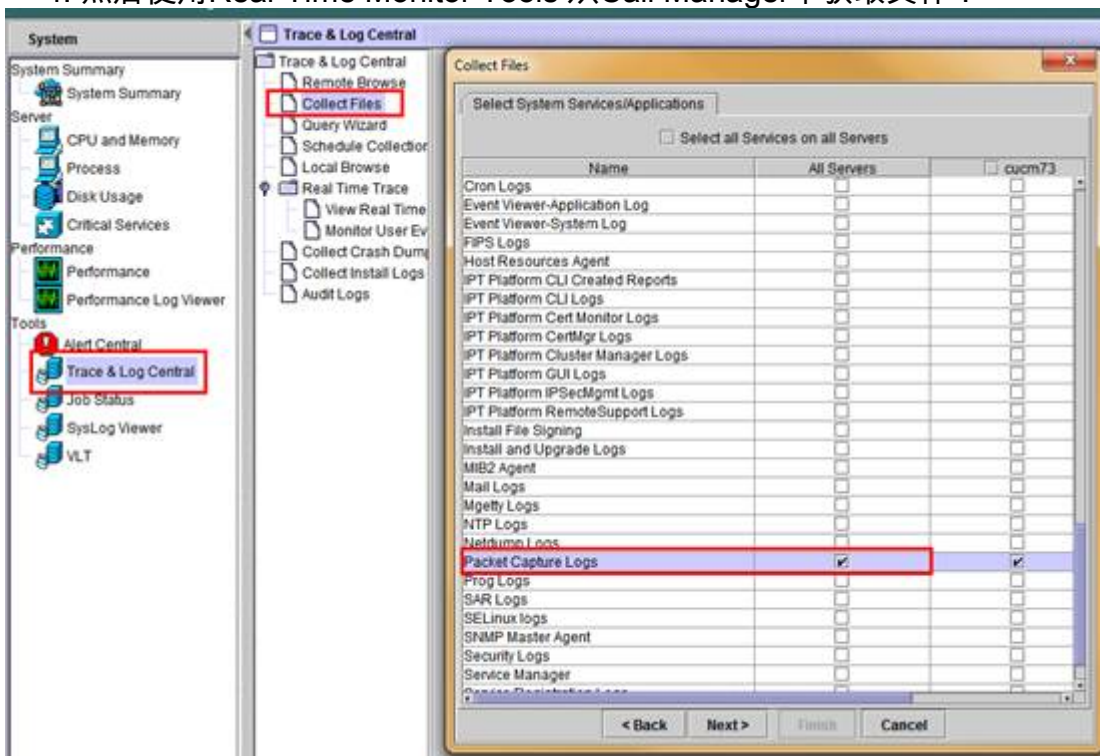 System
System Summary
System Summary
Server
CPU and Memory
Process
Disk Usage
Critical Services
Performance
Performance
Performance Log Viewer
Tools
Alert Central
Trace & Log Central
Job Status
SysLog Viewer
VLT
Trace & Log Central
Trace & Log Central
Remote Browse
Collect Files
Query Wizard
Schedule Collection
Local Browse
Real Time Trace
View Real Time
Monitor User Ev
Collect Crash Dump
Collect Install Logs
Audit Logs
Collect Files
Select System Services/Applications
Select all Services on all Servers
Name All Servers cucm73
Cron Logs
Event Viewer-Application Log
Event Viewer-System Log
FIPS Logs
Host Resources Agent
IPT Platform CLI Created Reports
IPT Platform CLI Logs
IPT Platform Cert Monitor Logs
IPT Platform CertMgr Logs
IPT Platform Cluster Manager Logs
IPT Platform GUI Logs
IPT Platform IPSecMgmt Logs
IPT Platform RemoteSupport Logs
Install File Signing
Install and Upgrade Logs
MIB2 Agent
Mail Logs
Mgetty Logs
NTP Logs
Netdump Logs
Packet Capture Logs
Prog Logs
SAR Logs
SELinux logs
SNMP Master Agent
Security Logs
Service Manager
< Back Next > Finish Cancel